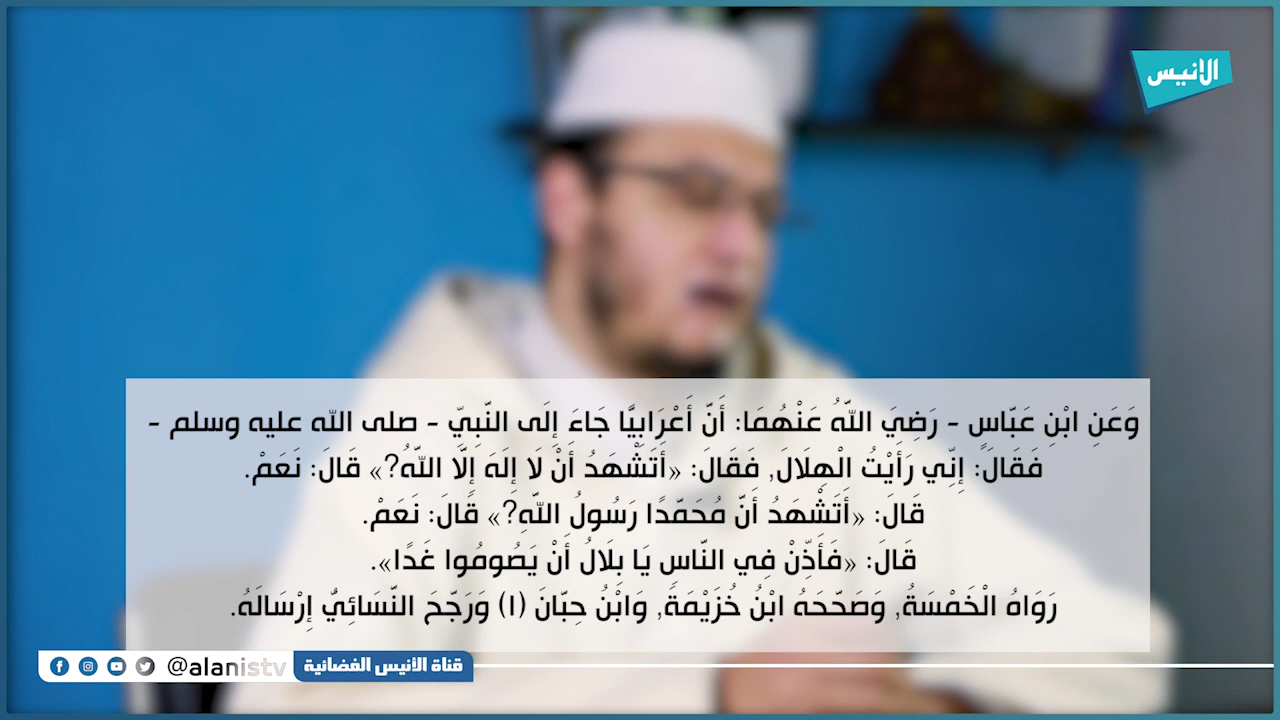 الانيس
وَعَنِ ابْنِ عَبَّاسٍ - رَضِيَ اللَّهُ عَنْهُمَا: أَنَّ أَعْرَابِيًّا جَاءَ إِلَى النَّبِيِّ - صلى الله عليه وسلم -
فَقَالَ: إِنِّي رَأَيْتُ الْهِلَالَ, فَقَالَ: «أَتَشْهَدُ أَنْ لَا إِلَهَ إِلَّا اللَّهُ?» قَالَ: نَعَمْ.
قَالَ: «أَتَشْهَدُ أَنَّ مُحَمَّدًا رَسُولُ اللَّهِ?» قَالَ: نَعَمْ.
قَالَ: «فَأَذِّنْ فِي النَّاسِ يَا بِلَالُ أَنْ يَصُومُوا غَدًا».
رَوَاهُ الْخَمْسَةُ, وَصَحَّحَهُ ابْنُ خُزَيْمَةَ, وَابْنُ حِبَّانَ (١) وَرَجَّحَ النَّسَائِيُّ إِرْسَالَهُ.
@alanistv قناة الأنيس الفضائية